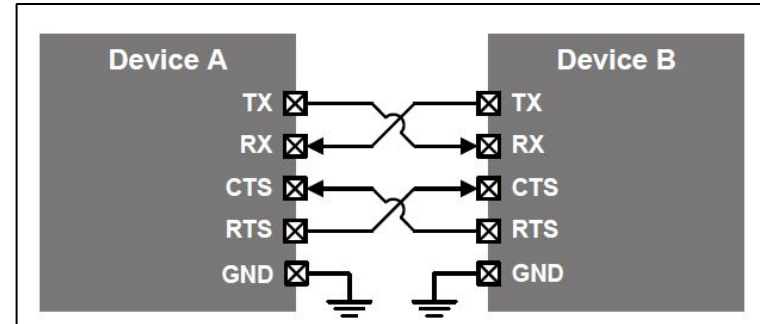 Device A Device B
TX TX
RX RX
CTS CTS
RTS RTS
GND GND